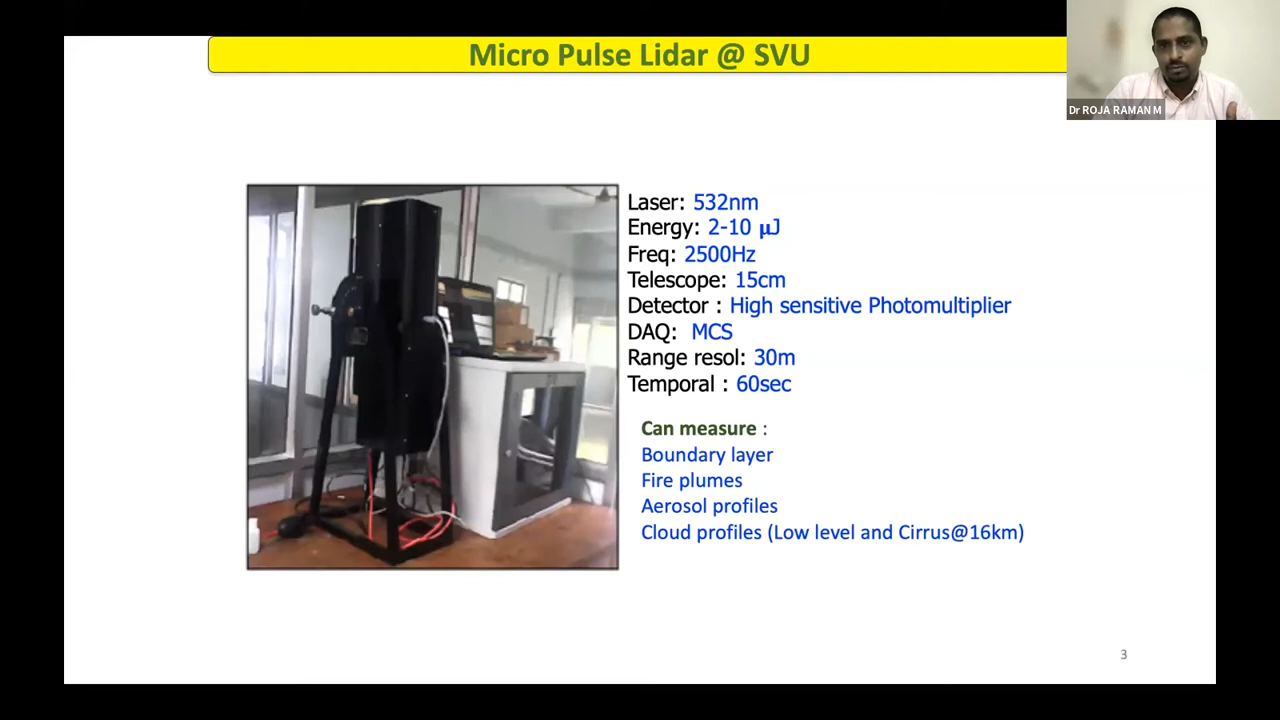 Micro Pulse Lidar @ SVU
Dr ROJA RAMAN M
Laser: 532nm
Energy: 2-10 µJ
Freq: 2500Hz
Telescope: 15cm
Detector : High sensitive Photomultiplier
DAQ: MCS
Range resol: 30m
Temporal : 60sec
Can measure :
Boundary layer
Fire plumes
Aerosol profiles
Cloud profiles (Low level and Cirrus@16km)
3